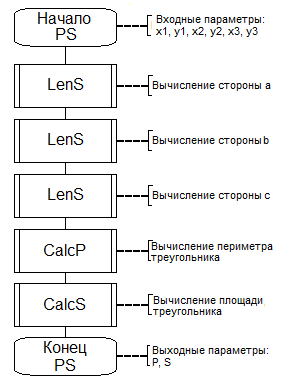 Начало
PS
Входные параметры:
x1, y1, x2, y2, x3, y3
LenS
Вычисление стороны a
LenS
Вычисление стороны b
LenS
Вычисление стороны c
CalcP
Вычисление периметра
треугольника
CalcS
Вычисление площади
треугольника
Конец
PS
Выходные параметры:
P, S